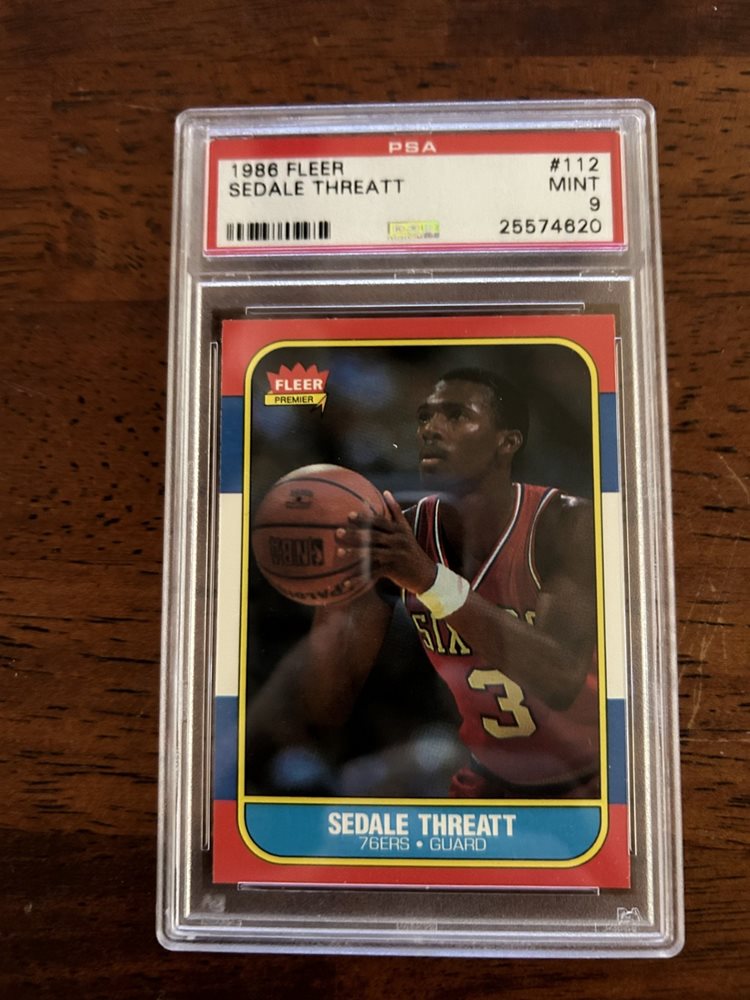 PSA
1986 FLEER #112
SEDALE THREATT MINT
9
25574620
FLEER
PREMIER
SIX
3
SEDALE THREATT
76ERS • GUARD